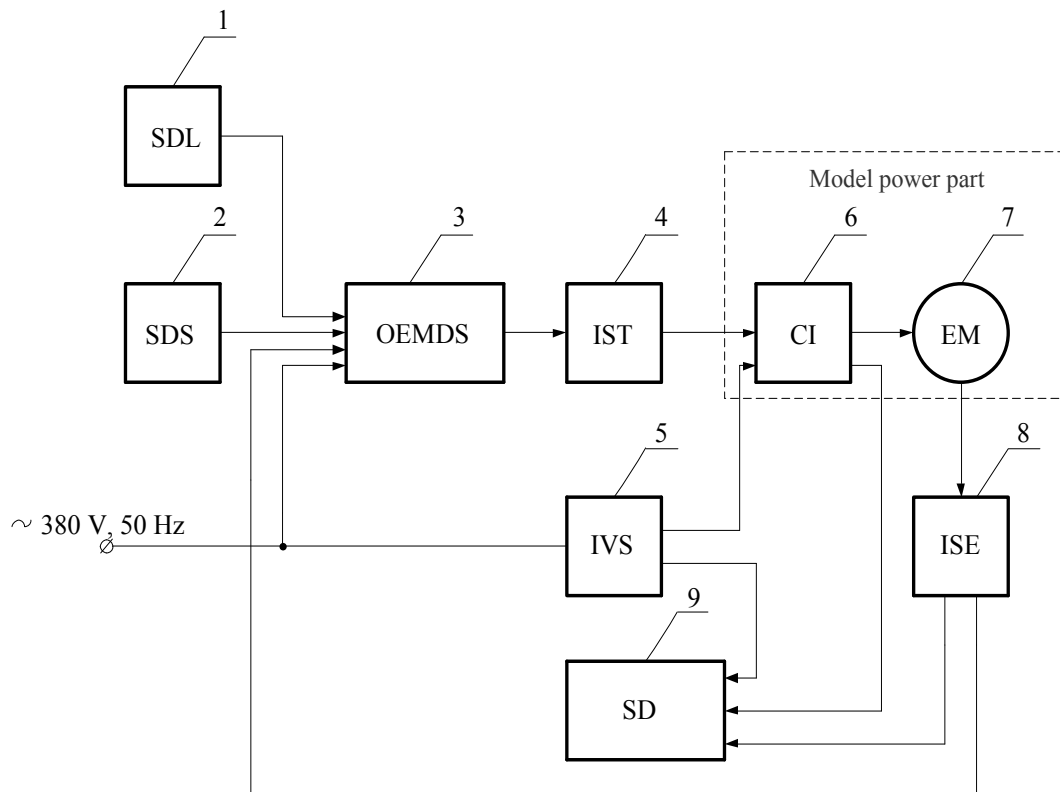 1
SDL
Model power part
2
3
4
6
7
SDS
OEMDS
IST
CI
EM
5
8
~ 380 V, 50 Hz
IVS
ISE
9
SD